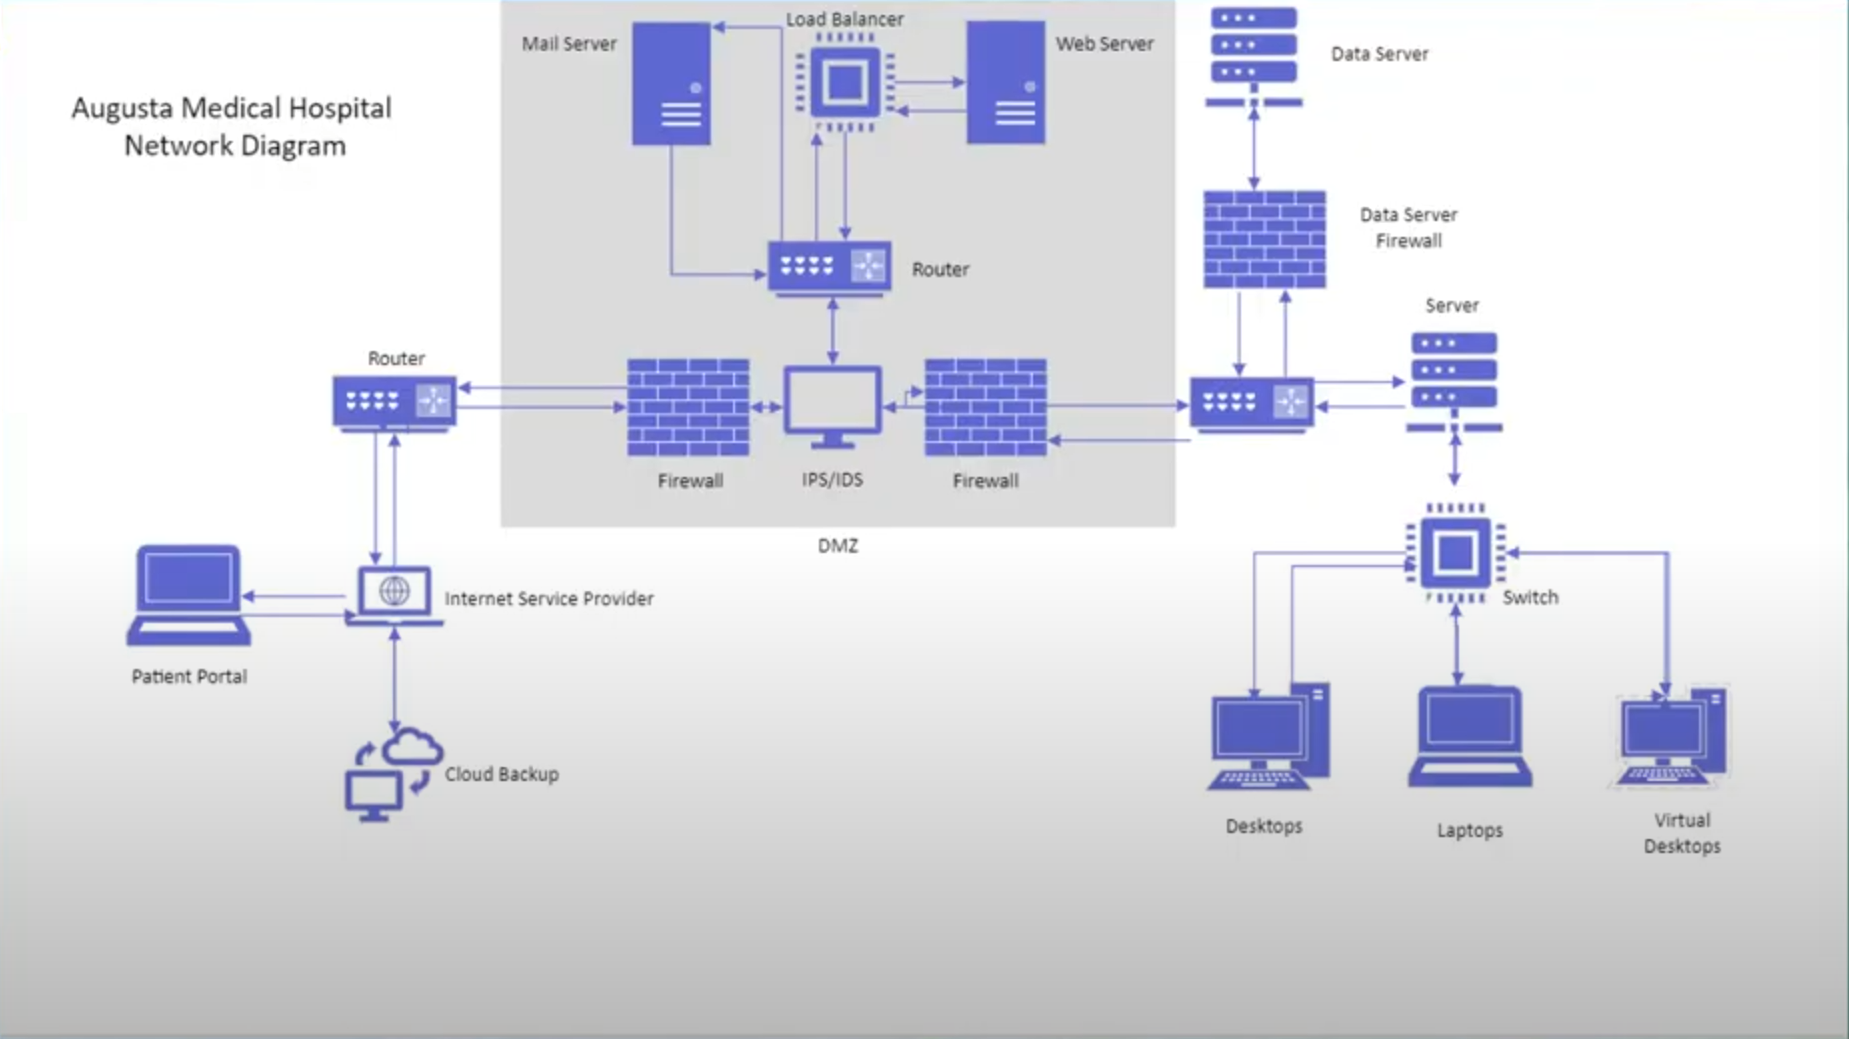 Augusta Medical Hospital
Network Diagram
Mail Server
Load Balancer
Web Server
Data Server
Data Server
Firewall
Router
Server
Router
Firewall
IPS/IDS
Firewall
DMZ
Internet Service Provider
Switch
Patient Portal
Cloud Backup
Desktops
Laptops
Virtual
Desktops